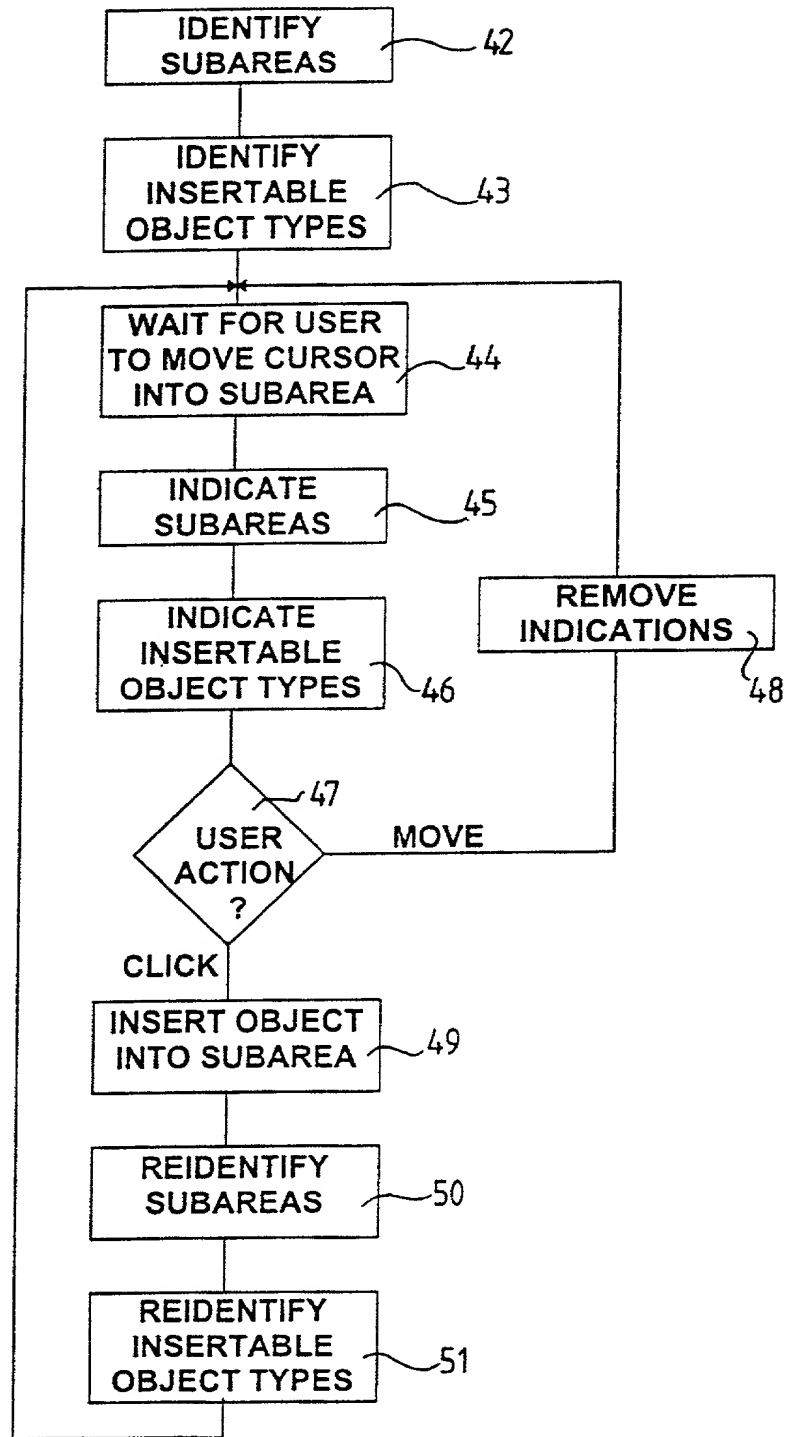 IDENTIFY
SUBAREAS
42
IDENTIFY
INSERTABLE
OBJECT TYPES
43
WAIT FOR USER
TO MOVE CURSOR
INTO SUBAREA
44
INDICATE
SUBAREAS
45
INDICATE
INSERTABLE
OBJECT TYPES
46
REMOVE
INDICATIONS
48
47
USER
ACTION
?
MOVE
CLICK
INSERT OBJECT
INTO SUBAREA
49
REIDENTIFY
SUBAREAS
50
REIDENTIFY
INSERTABLE
OBJECT TYPES
51